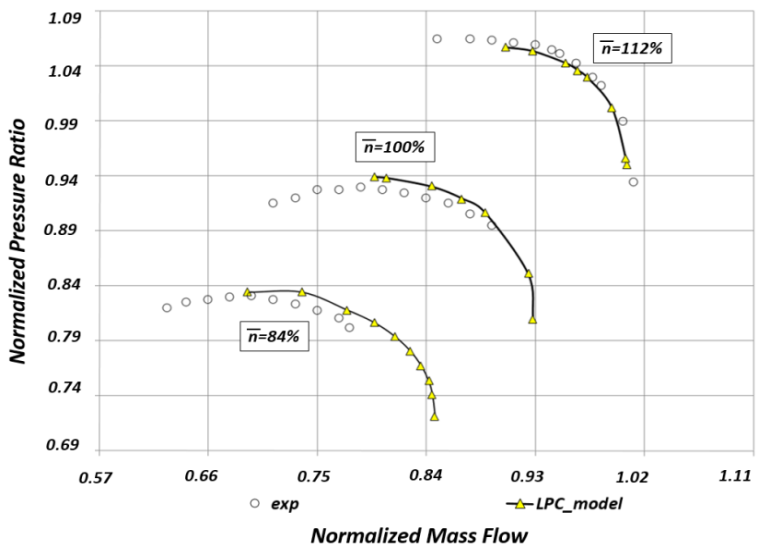 1.09
1.04
0.99
0.94
0.89
0.84
0.79
0.74
0.69
Normalized Pressure Ratio
n̅=112%
n̅=100%
n̅=84%
0.57 0.66 0.75 0.84 0.93 1.02 1.11
exp LPC_model
Normalized Mass Flow